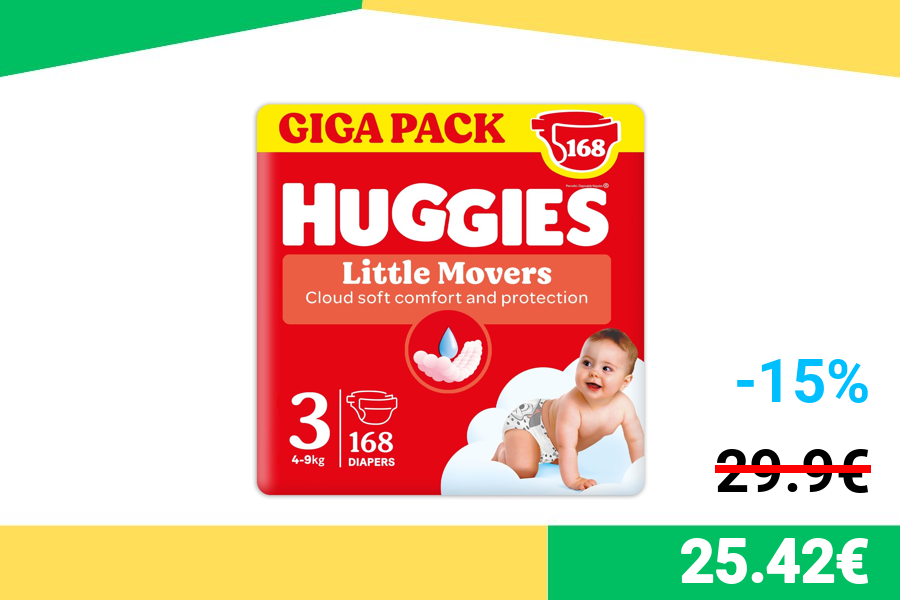 GIGA PACK
168
HUGGIES
Little Movers
Cloud soft comfort and protection
3
4-9kg
168
DIAPERS
-15%
29.9€
25.42€